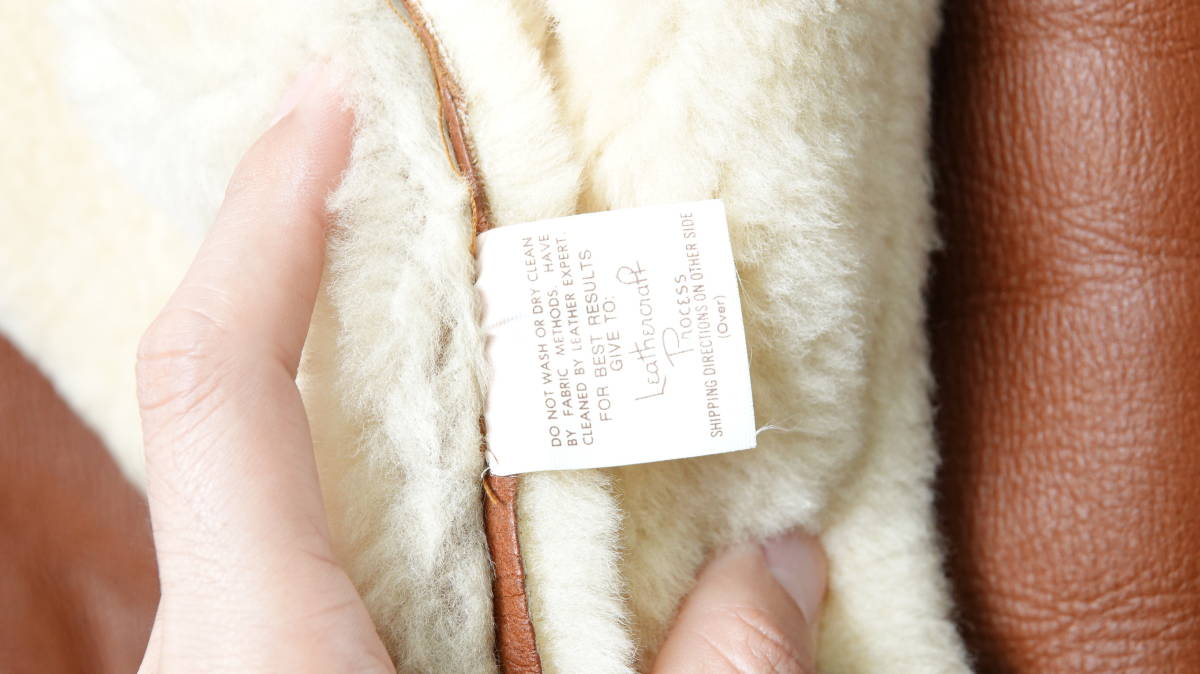 DO NOT WASH OR DRY CLEAN
BY FABRIC METHODS. HAVE
CLEANED BY LEATHER EXPERT.
FOR BEST RESULTS
GIVE TO:
Leathercraft
Process
SHIPPING DIRECTIONS ON OTHER SIDE
(Over)